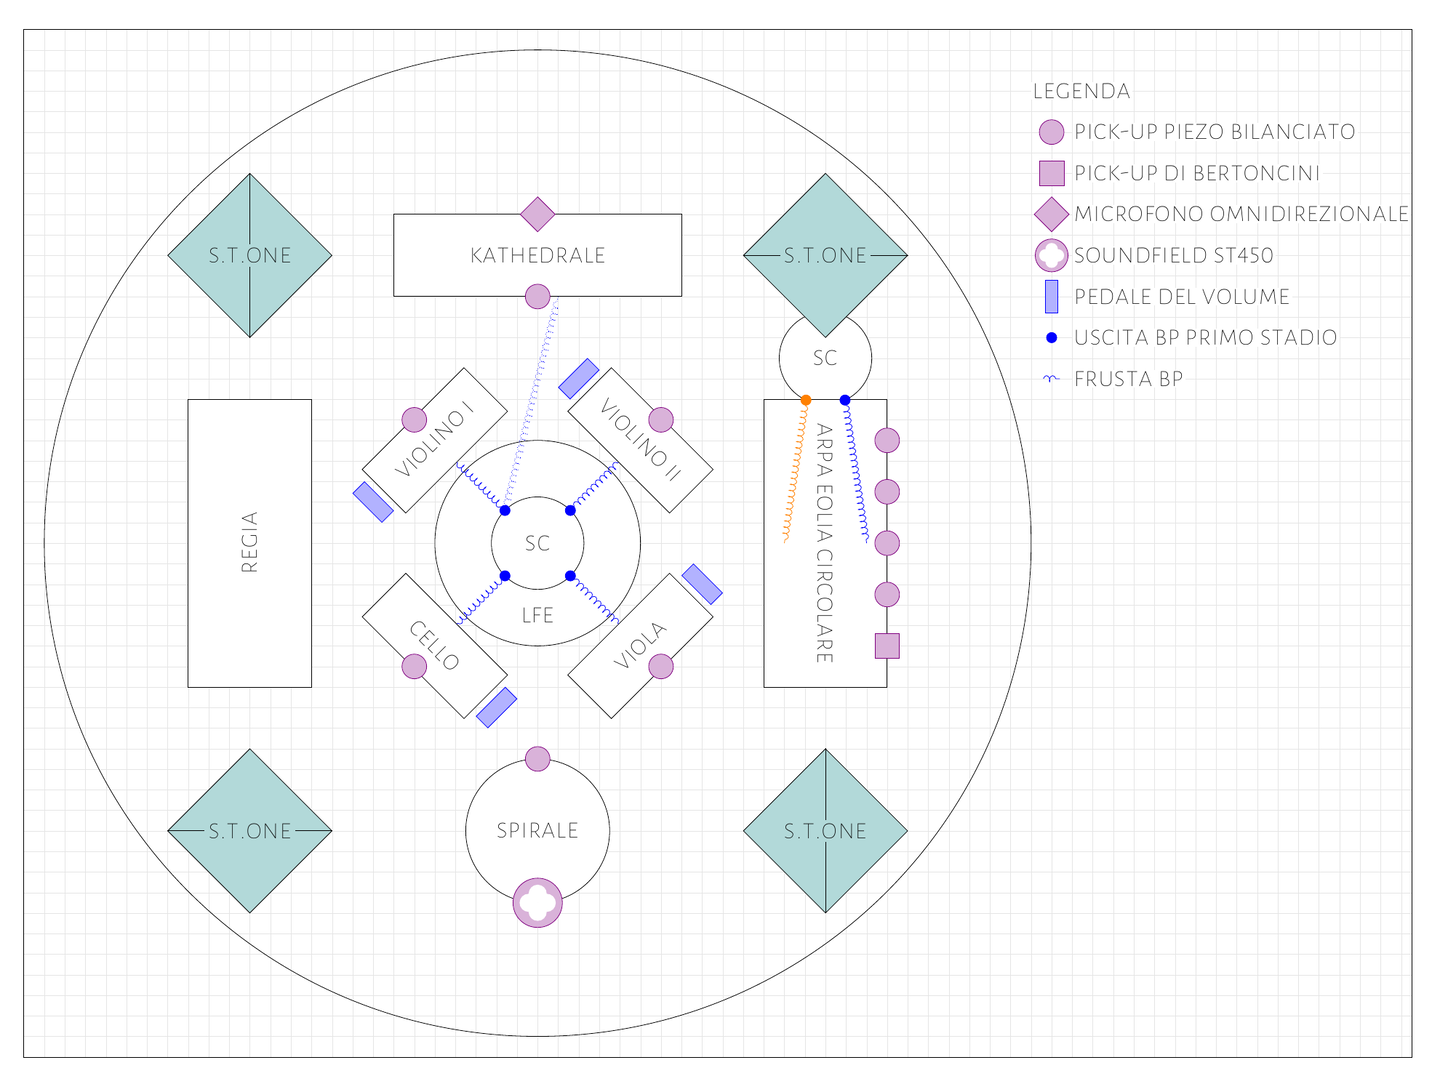 LEGENDA
PICK-UP PIEZO BILANCIATO
PICK-UP DI BERTONCINI
MICROFONO OMNIDIREZIONALE
SOUNDFIELD ST450
PEDALE DEL VOLUME
USCITA BP PRIMO STADIO
FRUSTA BP
S.T.ONE
KATHEDRALE
S.T.ONE
SC
VIOLINO I
VIOLINO II
REGIA
SC
ARPA EOLIA CIRCOLARE
LFE
CELLO
VIOLA
S.T.ONE
SPIRALE
S.T.ONE